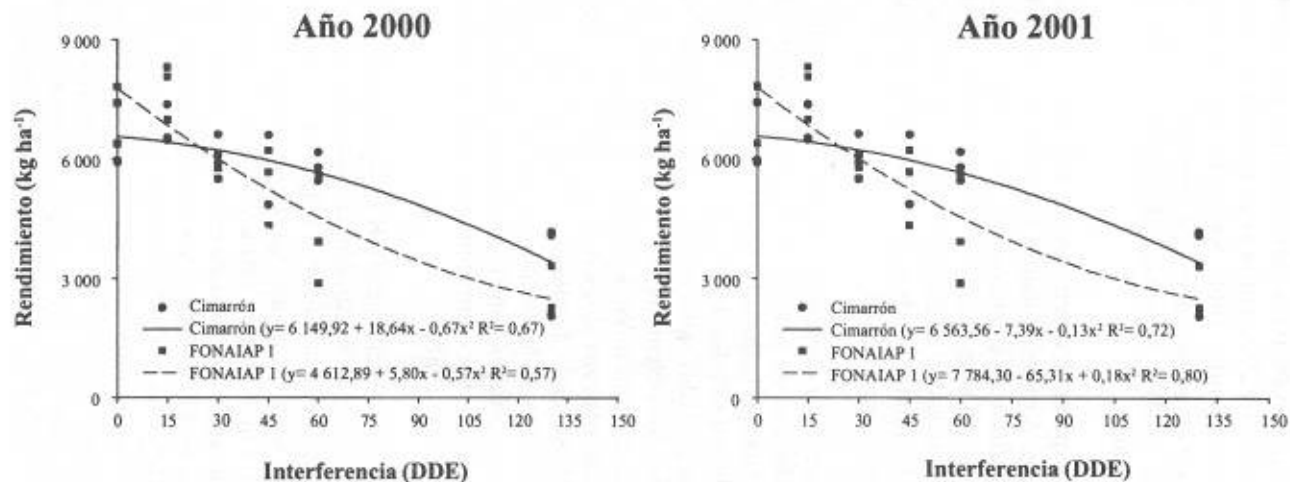 Año 2000
Rendimiento (kg ha⁻¹)
9 000
6 000
3 000
0
Cimarrón
Cimarrón (y= 6 149,92 + 18,64x - 0,67x² R²= 0,67)
FONAIAP 1
FONAIAP 1 (y= 4 612,89 + 5,80x - 0,57x² R²= 0,57)
0 15 30 45 60 75 90 105 120 135 150
Interferencia (DDE)
Año 2001
Rendimiento (kg ha⁻¹)
9 000
6 000
3 000
0
Cimarrón
Cimarrón (y= 6 563,56 - 7,39x - 0,13x² R²= 0,72)
FONAIAP 1
FONAIAP 1 (y= 7 784,30 - 65,31x + 0,18x² R²= 0,80)
0 15 30 45 60 75 90 105 120 135 150
Interferencia (DDE)